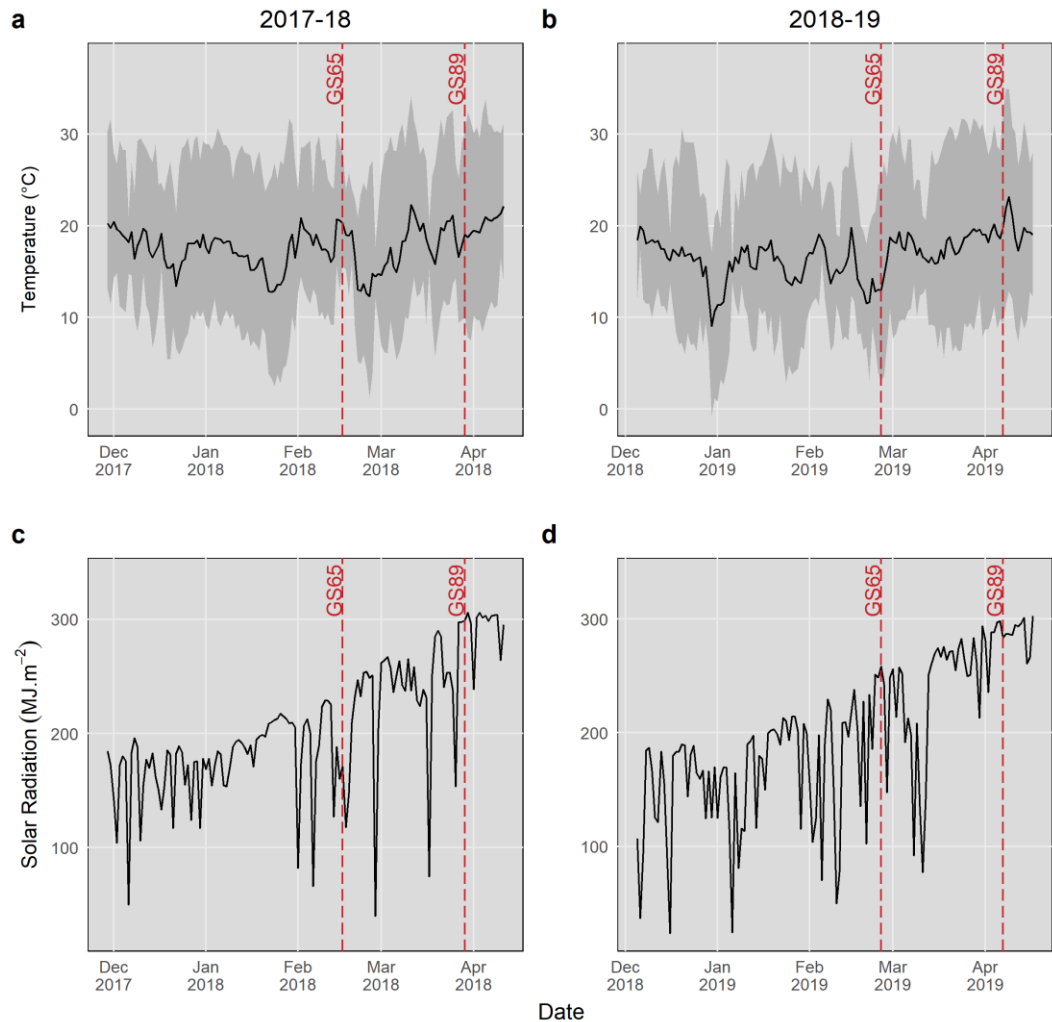 a
2017-18
b
2018-19
Temperature (°C)
30
20
10
0
GS65
GS89
Dec
2017
Jan
2018
Feb
2018
Mar
2018
Apr
2018
30
20
10
0
GS65
GS89
Dec
2018
Jan
2019
Feb
2019
Mar
2019
Apr
2019
c
d
Solar Radiation (MJ.m⁻²)
300
200
100
GS65
GS89
Dec
2017
Jan
2018
Feb
2018
Mar
2018
Apr
2018
300
200
100
GS65
GS89
Dec
2018
Jan
2019
Feb
2019
Mar
2019
Apr
2019
Date